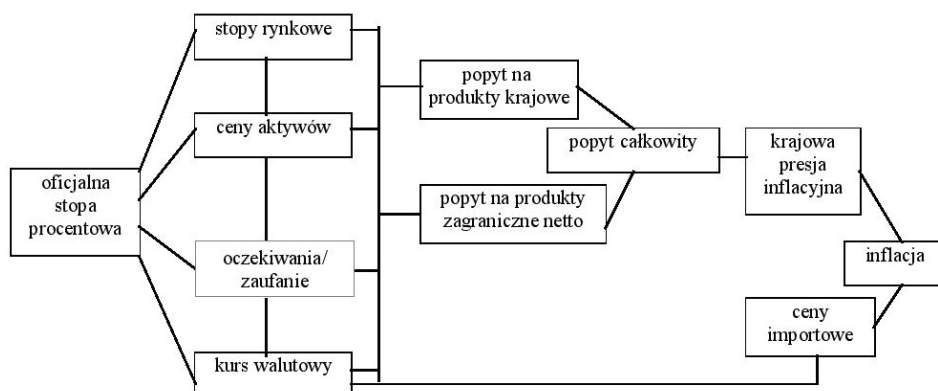 stopy rynkowe
ceny aktywów
oficjalna
stopa
procentowa
oczekiwania/
zaufanie
kurs walutowy
popyt na
produkty krajowe
popyt na produkty
zagraniczne netto
popyt całkowity
krajowa
presja
inflacyjna
inflacja
ceny
importowe